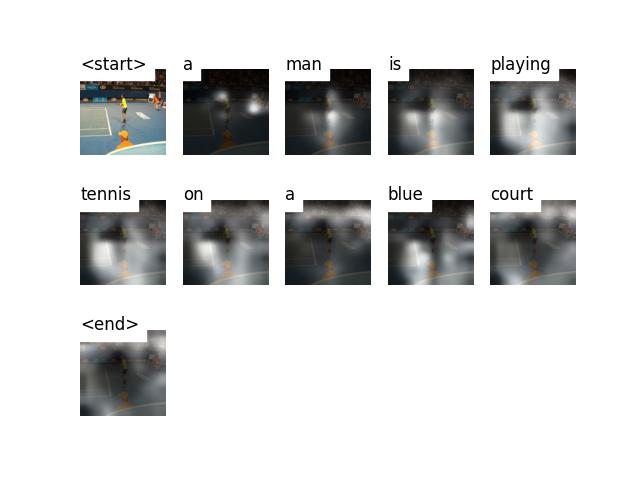 <start> a man is playing
tennis on a blue court
<end>